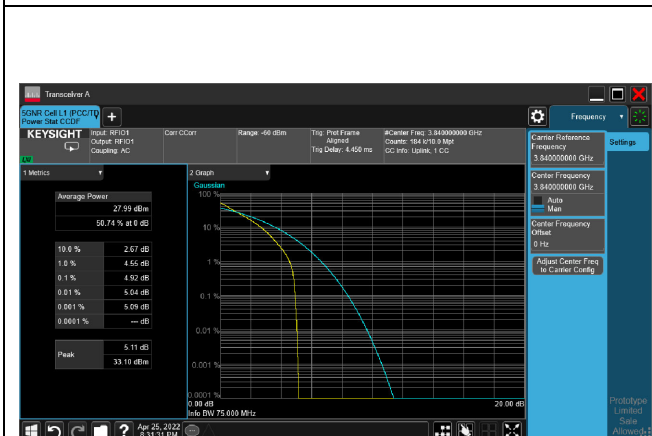 Transceiver A
5GNR Cell L1 (PCC/TD
Power Stat CCDF
Frequency
KEYSIGHT
Input: RFIO1
Output: RFIO1
Coupling: AC
Corr CCorr
Range: -60 dBm
Trig: Prot Frame
Aligned
Trig Delay: 4.450 ms
#Center Freq: 3.840000000 GHz
Counts: 184 k/10.0 Mpt
CC Info: Uplink, 1 CC
1 Metrics
Average Power
27.99 dBm
50.74 % at 0 dB
10.0 % 2.67 dB
1.0 % 4.55 dB
0.1 % 4.92 dB
0.01 % 5.04 dB
0.001 % 5.09 dB
0.0001 % --- dB
Peak
5.11 dB
33.10 dBm
2 Graph
Gaussian
100 %
10 %
1 %
0.1 %
0.01 %
0.001 %
0.0001 %
0.00 dB 20.00 dB
Info BW 75.000 MHz
Carrier Reference
Frequency
3.840000000 GHz
Center Frequency
3.840000000 GHz
Auto
Man
Center Frequency
Offset
0 Hz
Adjust Center Freq
to Carrier Config
Settings
Prototype
Limited
Sale
Allowed
Apr 25, 2022
8:31:31 PM